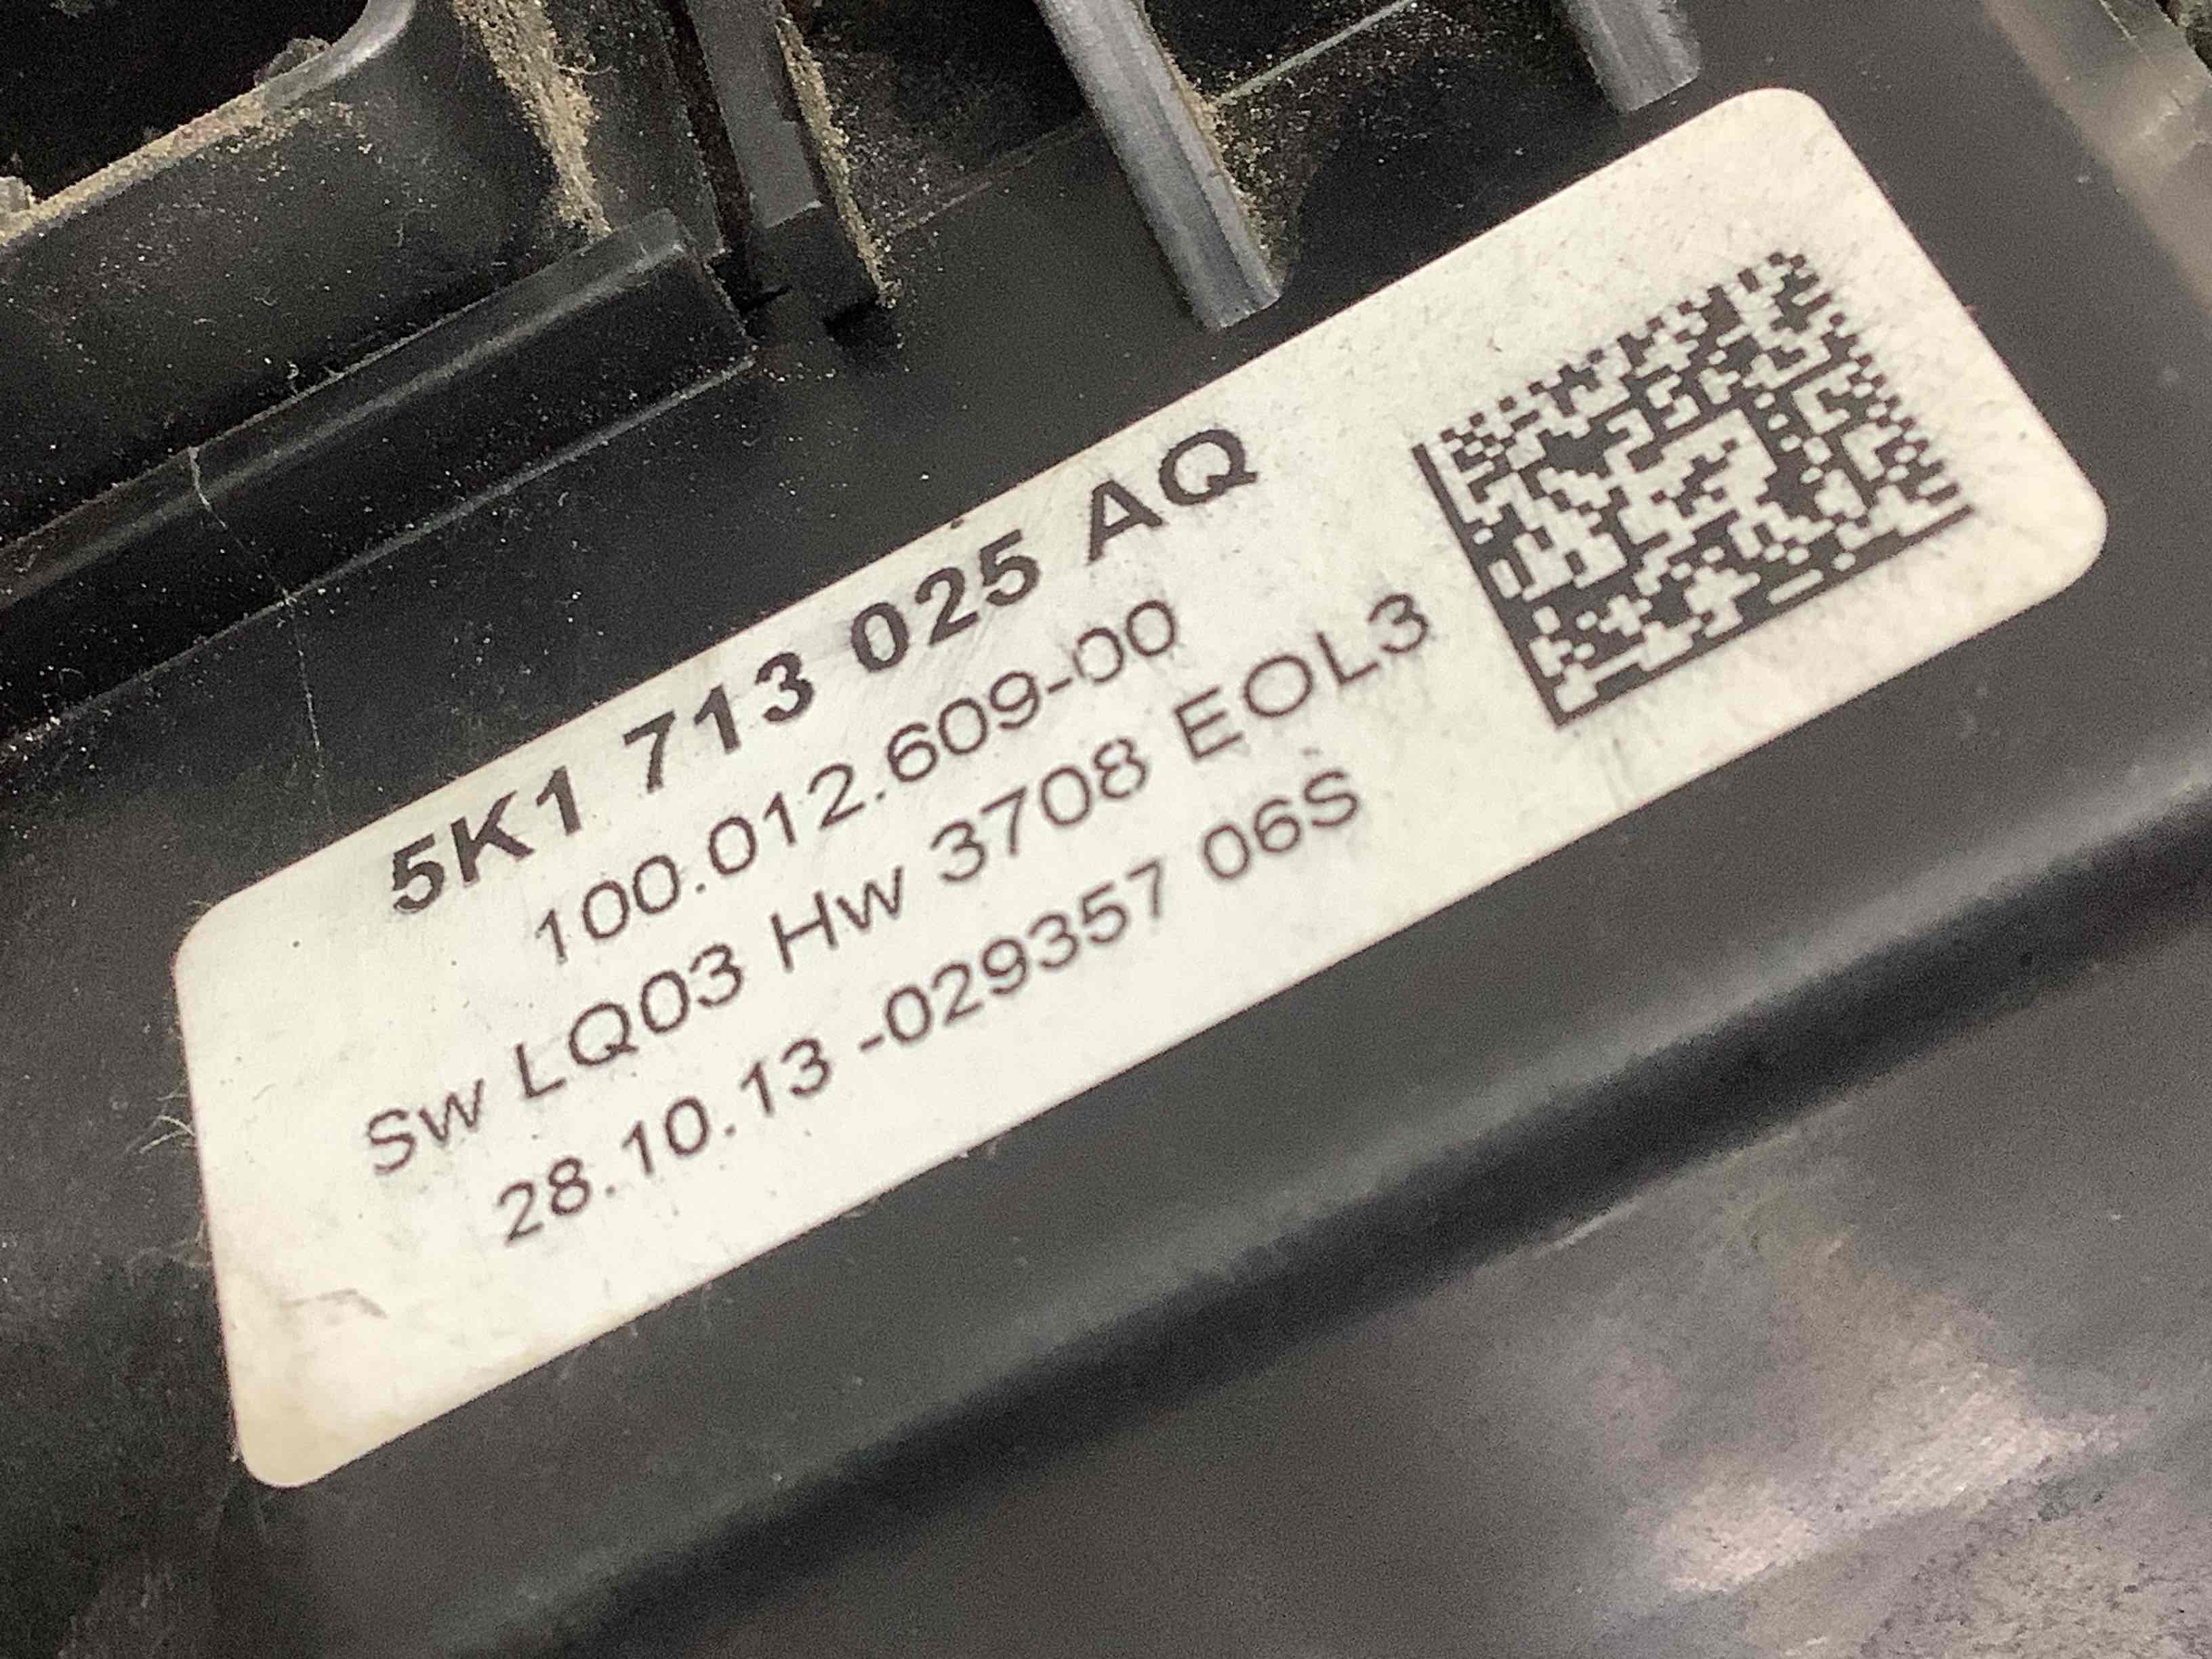 5K1 713 025 AQ
100.012.609-00
Sw LQ03 Hw 3708 EOL3
28.10.13 -029357 06S